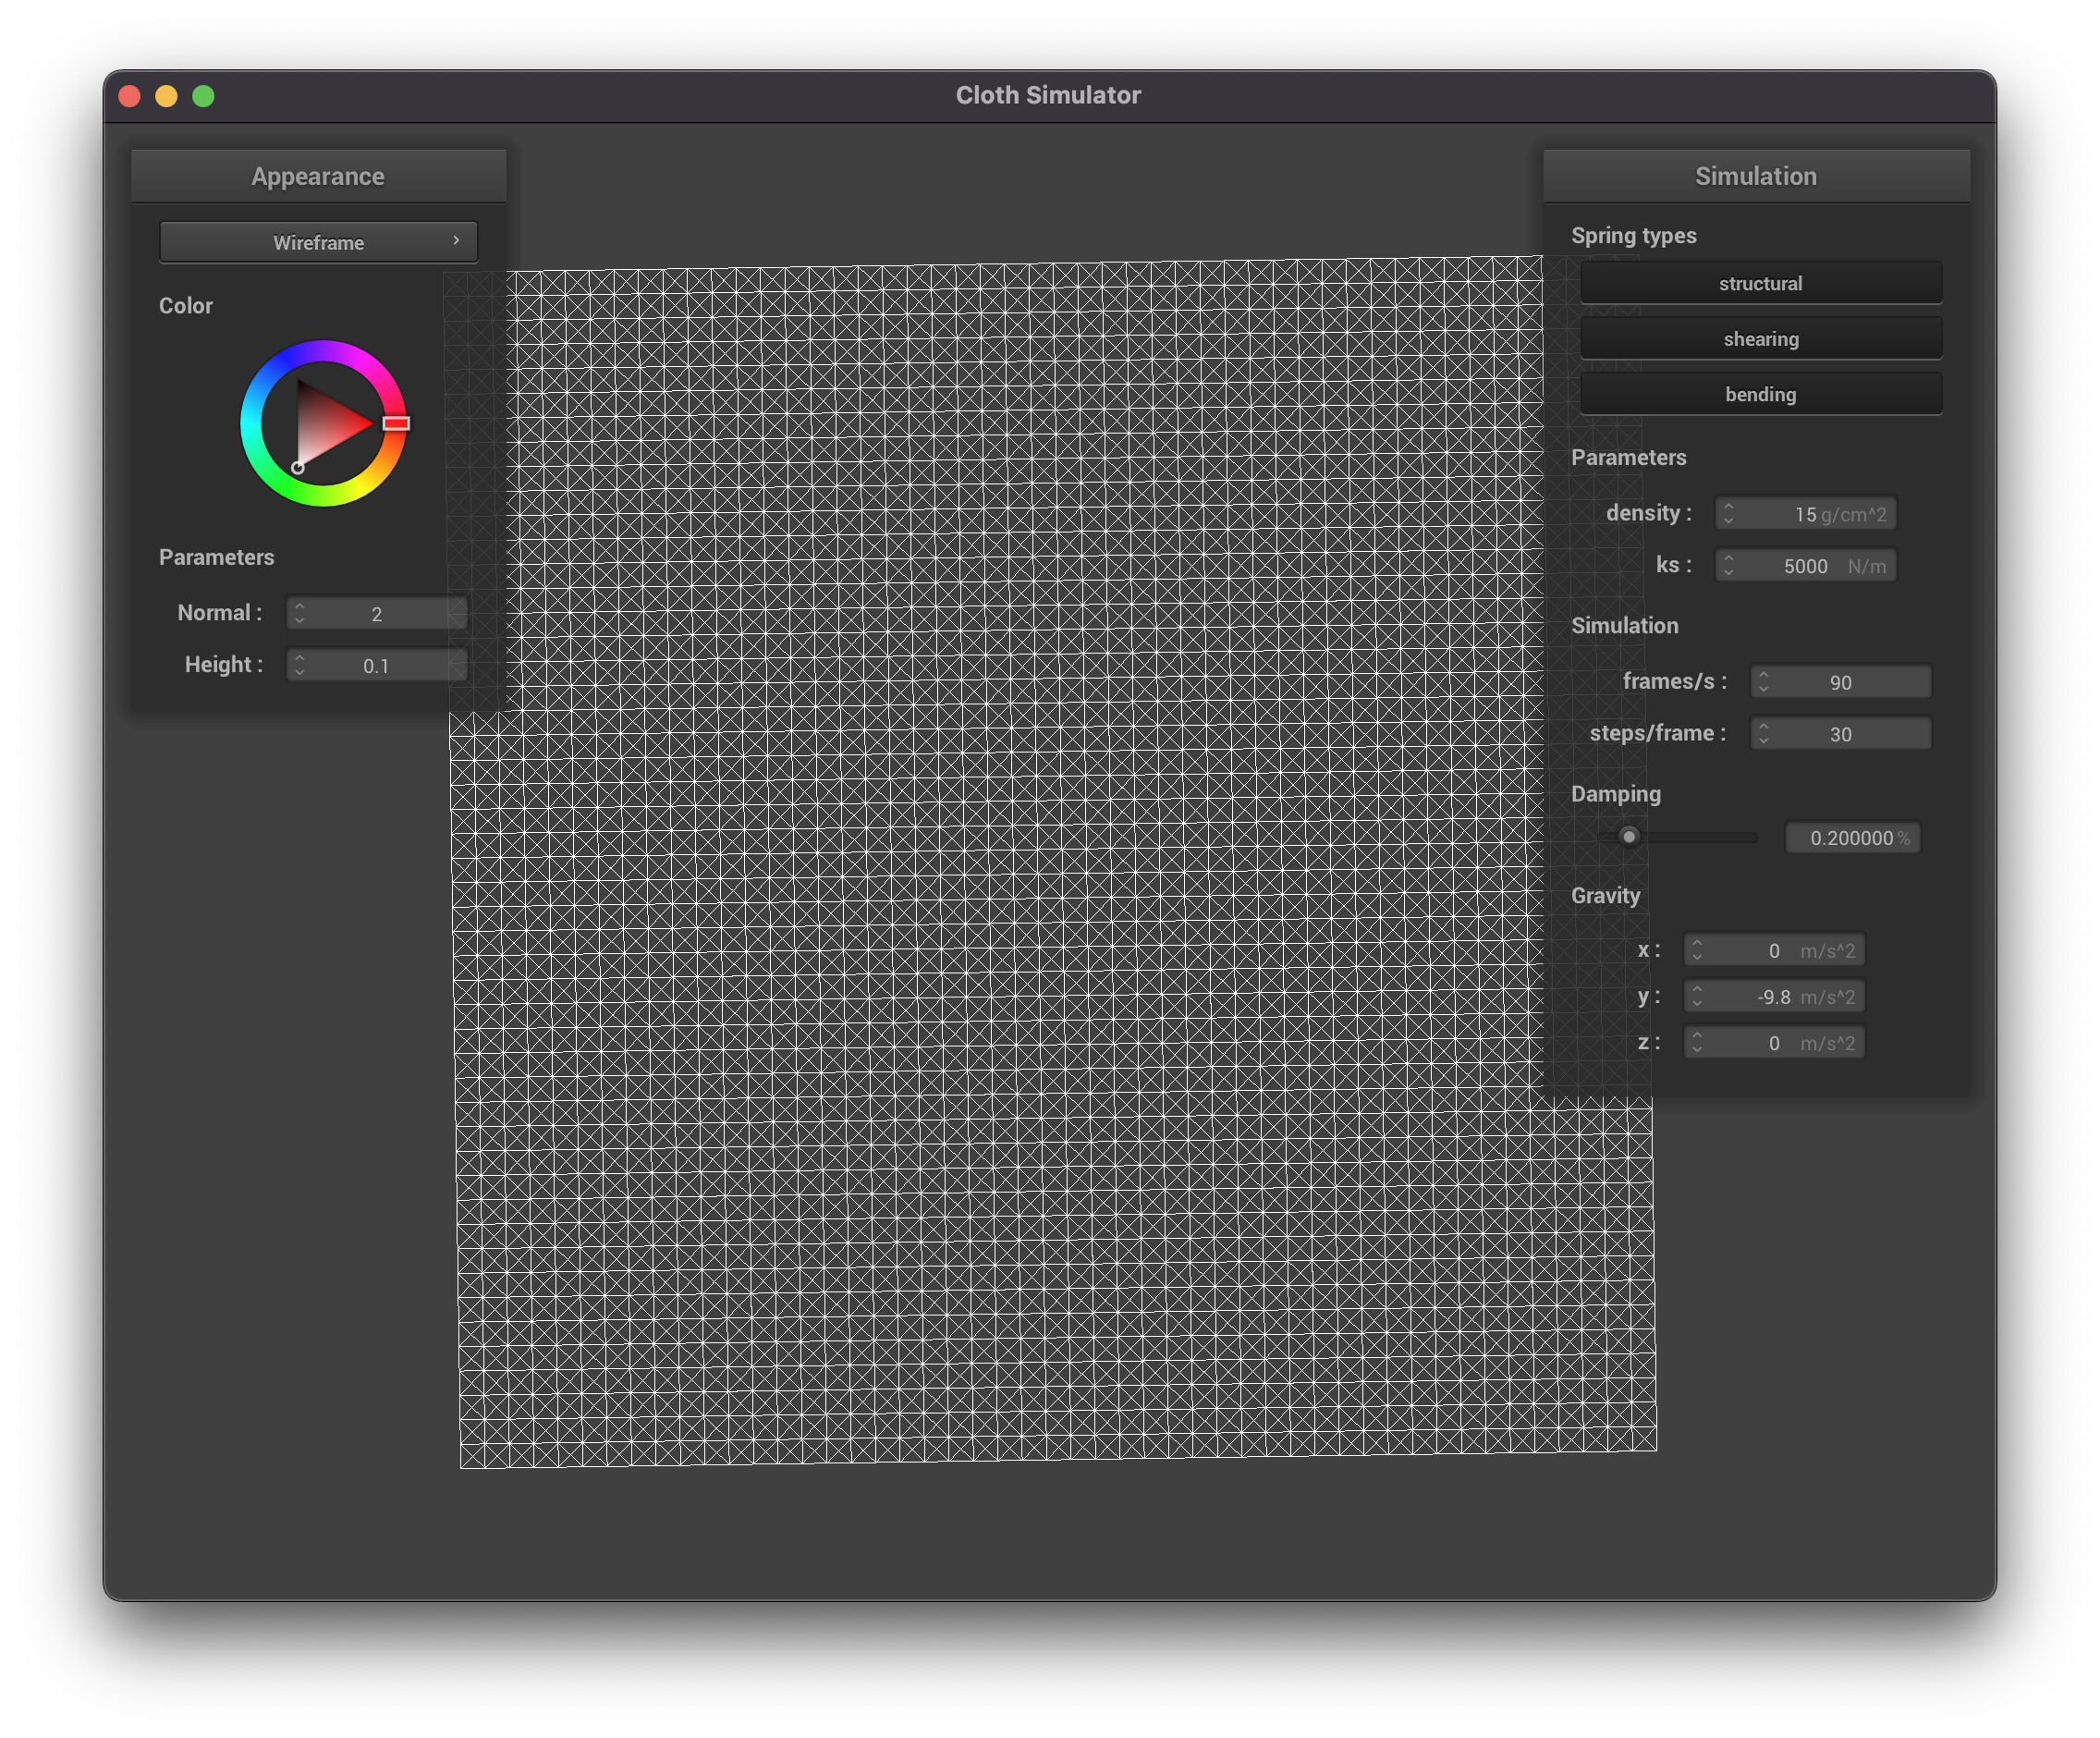 Cloth Simulator
Appearance
Wireframe
Color
Parameters
Normal : 2
Height : 0.1
Simulation
Spring types
structural
shearing
bending
Parameters
density : 15 g/cm^2
ks : 5000 N/m
Simulation
frames/s : 90
steps/frame : 30
Damping
0.200000 %
Gravity
x : 0 m/s^2
y : -9.8 m/s^2
z : 0 m/s^2